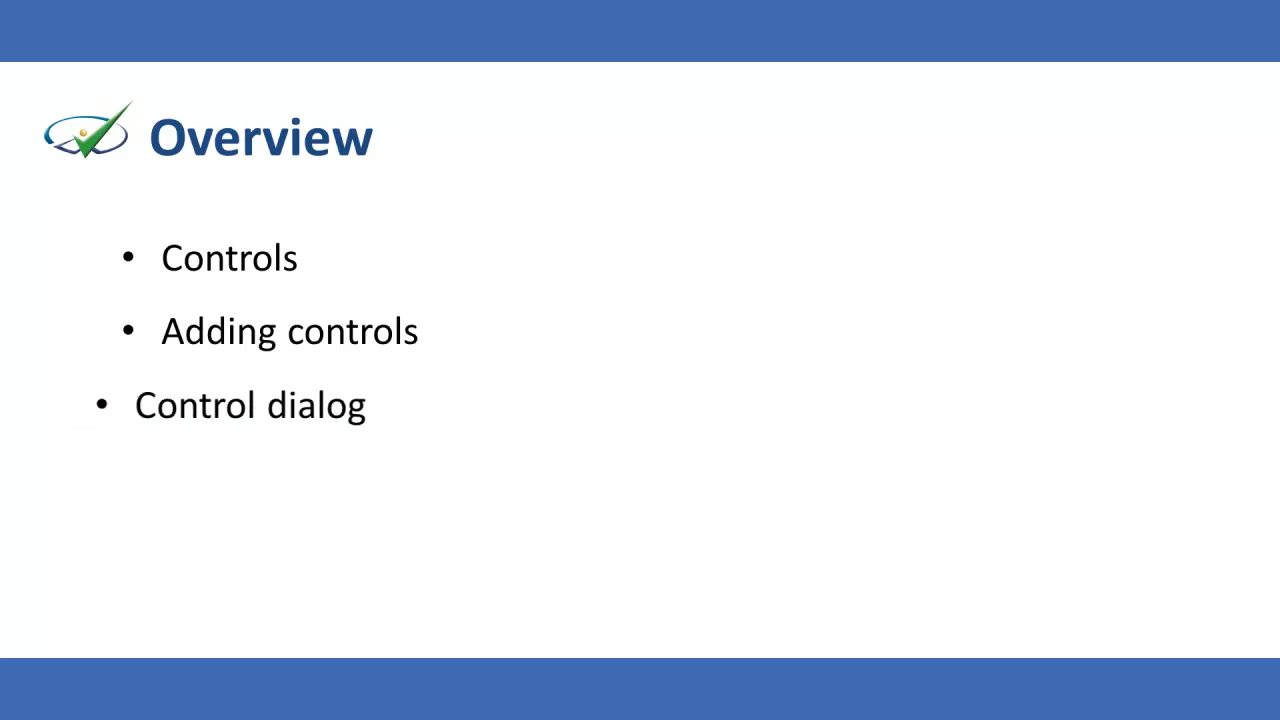 Overview
• Controls
• Adding controls
• Control dialog